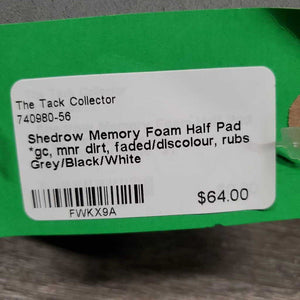 The Tack Collector
740980-56
Shedrow Memory Foam Half Pad
*gc, mnr dirt, faded/discolour, rubs
Grey/Black/White
$64.00
FWKX9A